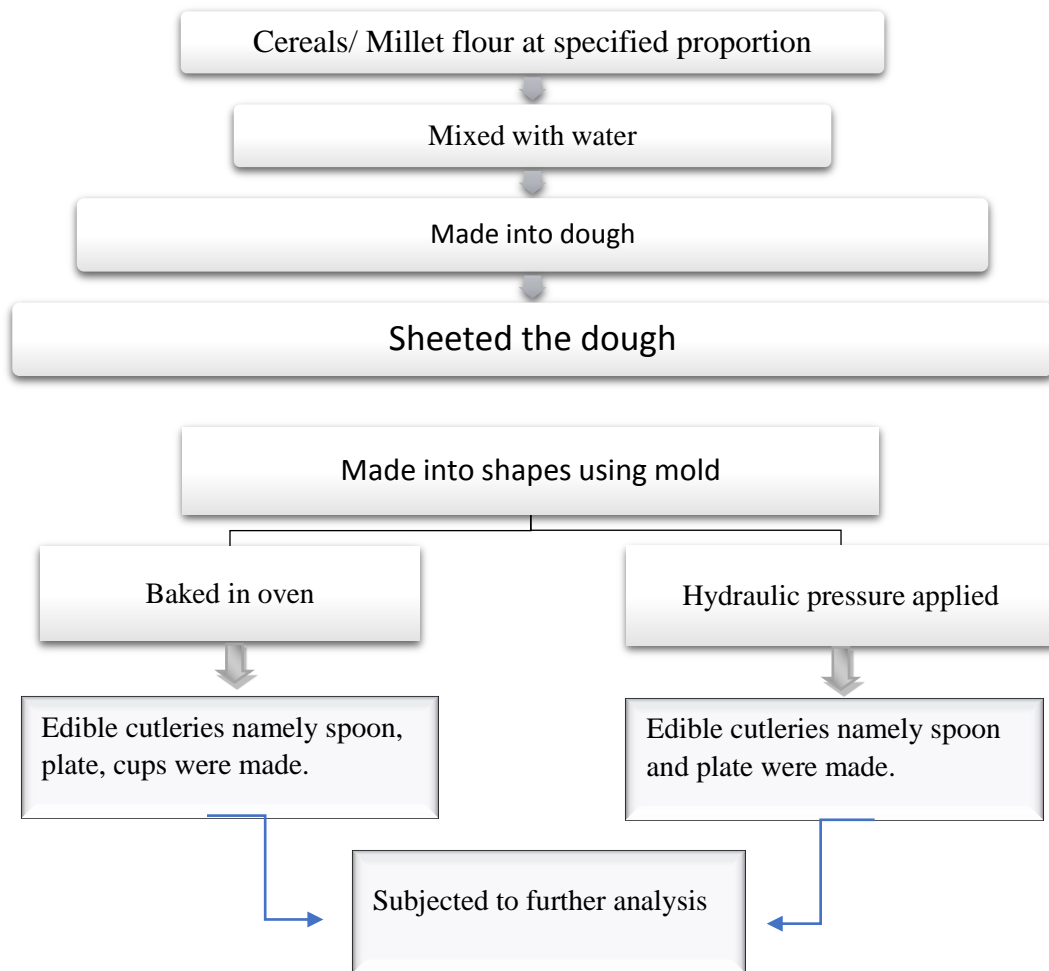 Cereals/ Millet flour at specified proportion
Mixed with water
Made into dough
Sheeted the dough
Made into shapes using mold
Baked in oven
Hydraulic pressure applied
Edible cutleries namely spoon,
plate, cups were made.
Edible cutleries namely spoon
and plate were made.
Subjected to further analysis